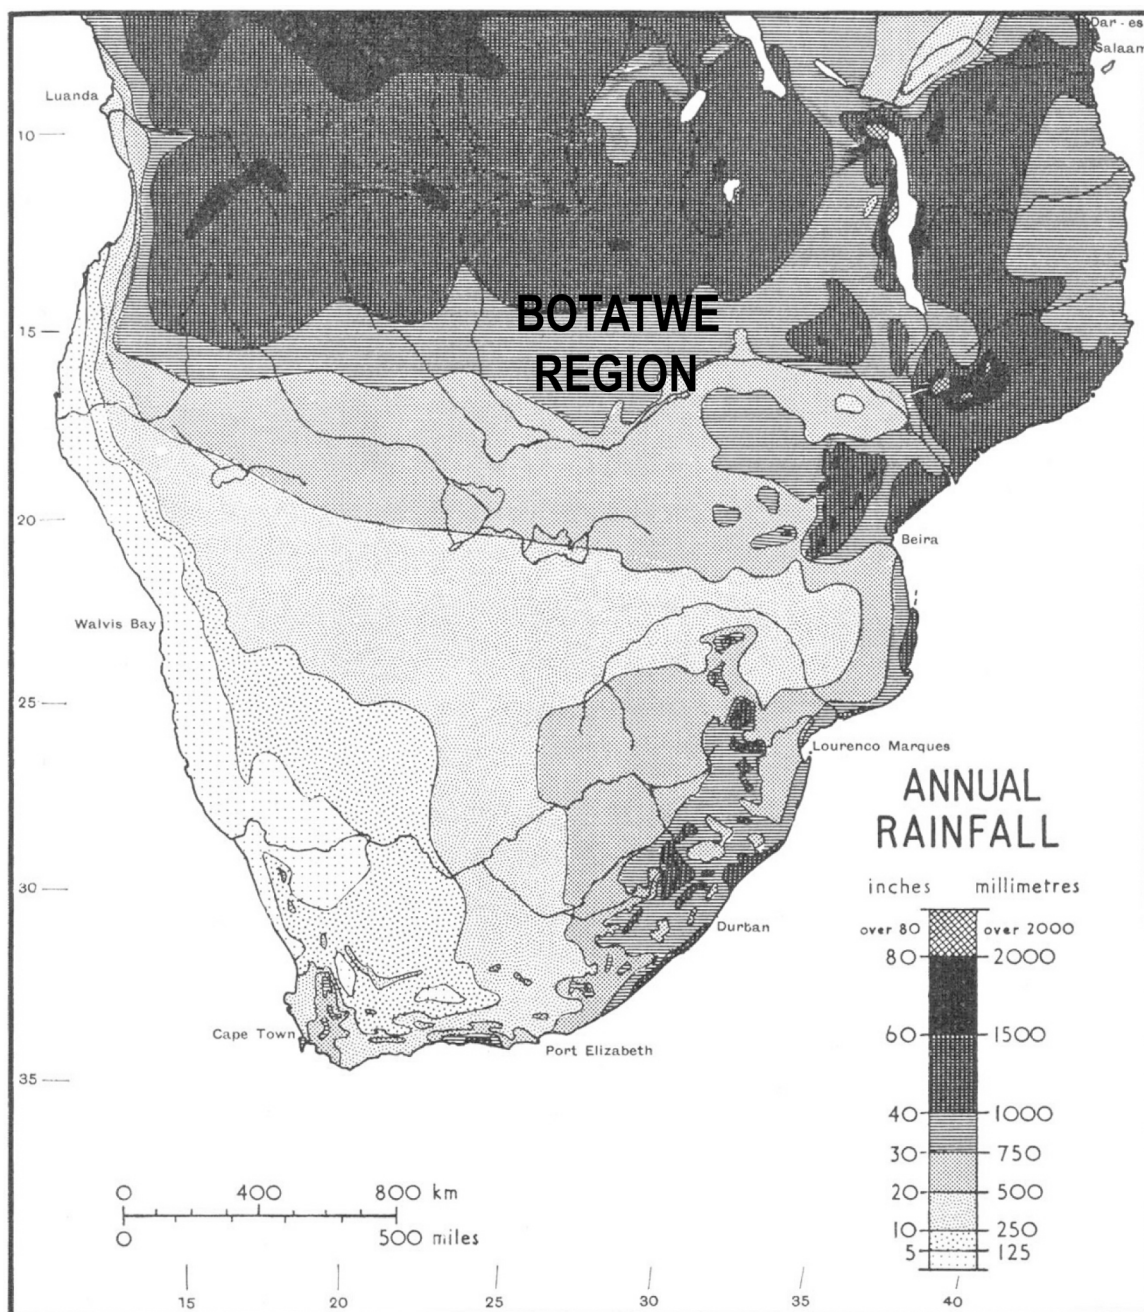 Dar - es
Salaam
Luanda
10
BOTATWE
15
REGION
20
Beira
Walvis Bay
25
Lourenco Marques
ANNUAL
RAINFALL
inches millimetres
30
over 80 over 2000
Durban
80 2000
60 1500
Cape Town
Port Elizabeth
35
40 1000
30 750
0 400 800 km
20 500
10 250
0 500 miles
5 125
15 20 25 30 35 40